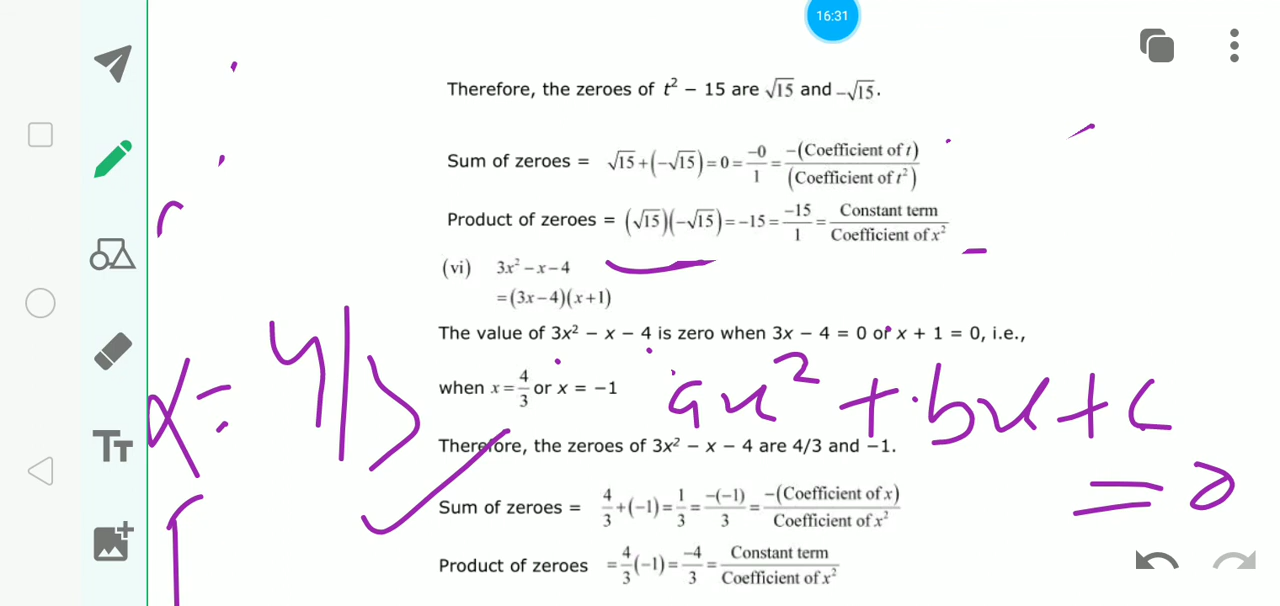 16:31
Therefore, the zeroes of t² − 15 are √15 and −√15.
Sum of zeroes = √15 + (−√15) = 0 = −0/1 = −(Coefficient of t)/(Coefficient of t²)
Product of zeroes = (√15)(−√15) = −15 = −15/1 = Constant term/Coefficient of x²
(vi) 3x² − x − 4
= (3x − 4)(x + 1)
The value of 3x² − x − 4 is zero when 3x − 4 = 0 or x + 1 = 0, i.e.,
when x = 4/3 or x = −1
x = 4/3
ax² + bx + c
= 0
Therefore, the zeroes of 3x² − x − 4 are 4/3 and −1.
Sum of zeroes = 4/3 + (−1) = 1/3 = −(−1)/3 = −(Coefficient of x)/Coefficient of x²
Product of zeroes = 4/3(−1) = −4/3 = Constant term/Coefficient of x²
TT